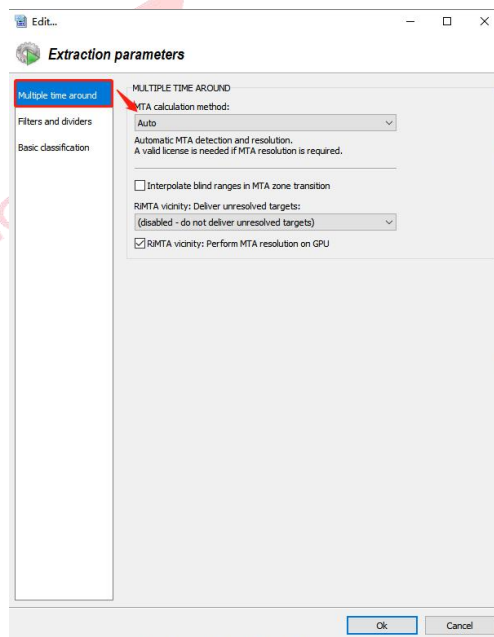 Edit...
Extraction parameters
Multiple time around
Filters and dividers
Basic classification
MULTIPLE TIME AROUND
MTA calculation method:
Auto
Automatic MTA detection and resolution.
A valid license is needed if MTA resolution is required.
Interpolate blind ranges in MTA zone transition
RiMTA vicinity: Deliver unresolved targets:
(disabled - do not deliver unresolved targets)
RiMTA vicinity: Perform MTA resolution on GPU
Ok
Cancel